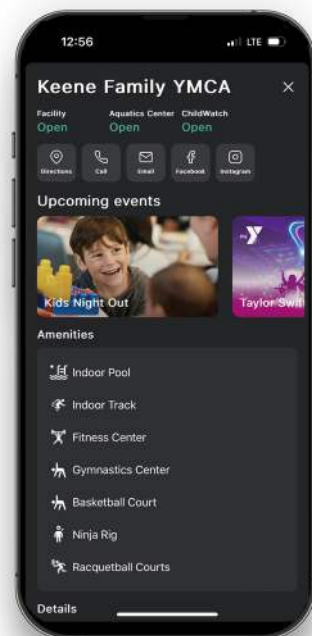 12:56 LTE
Keene Family YMCA
Facility Aquatics Center ChildWatch
Open Open Open
Directions Call Email Facebook Instagram
Upcoming events
Kids Night Out Taylor Swif
Amenities
Indoor Pool
Indoor Track
Fitness Center
Gymnastics Center
Basketball Court
Ninja Rig
Racquetball Courts
Details